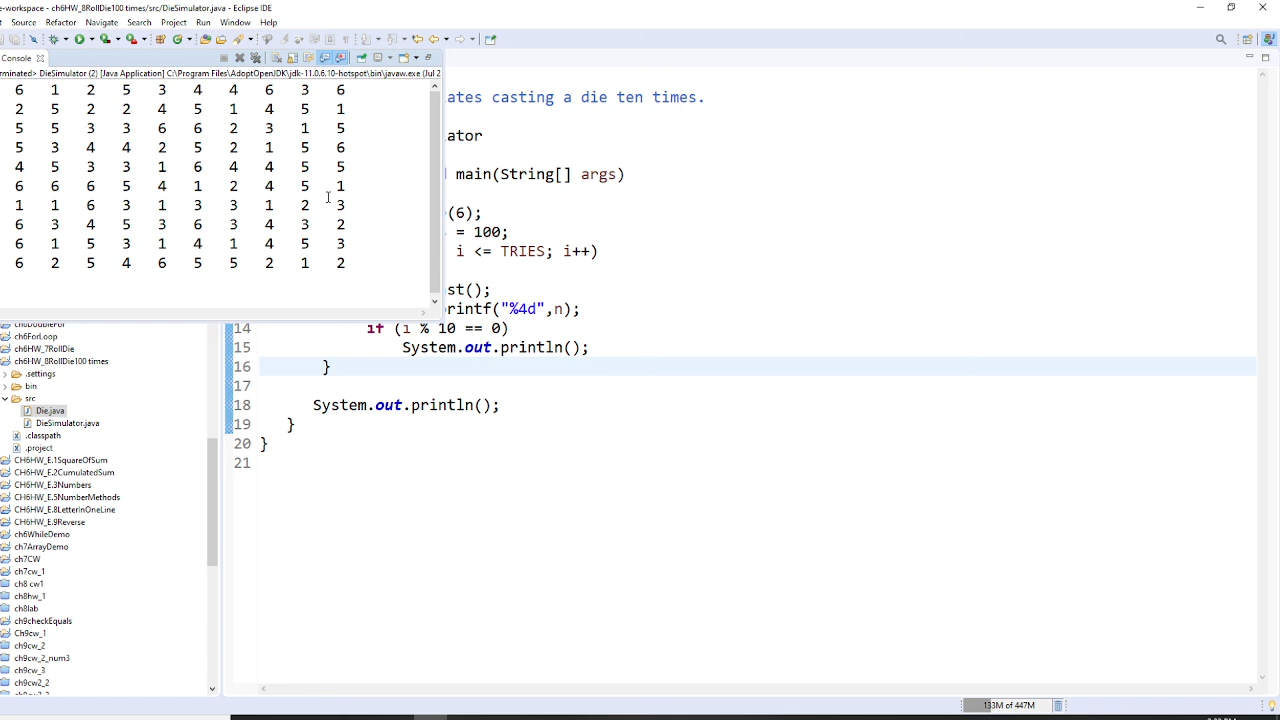 e-workspace - ch6HW_8RollDie100 times/src/DieSimulator.java - Eclipse IDE
Source Refactor Navigate Search Project Run Window Help
Console
minated> DieSimulator (2) [Java Application] C:\Program Files\AdoptOpenJDK\jdk-11.0.6.10-hotspot\bin\javaw.exe (Jul 2
6 1 2 5 3 4 4 6 3 6
2 5 2 2 4 5 1 4 5 1
5 5 3 3 6 6 2 3 1 5
5 3 4 4 2 5 2 1 5 6
4 5 3 3 1 6 4 4 5 5
6 6 6 5 4 1 2 4 5 1
1 1 6 3 1 3 3 1 2 3
6 3 4 5 3 6 3 4 3 2
6 1 5 3 1 4 1 4 5 3
6 2 5 4 6 5 5 2 1 2
ates casting a die ten times.
ator
main(String[] args)
(6);
= 100;
i <= TRIES; i++)
st();
rintf("%4d",n);
14 if (i % 10 == 0)
15 System.out.println();
16 }
17
18 System.out.println();
19 }
20 }
21
ch6ForLoop
ch6HW_7RollDie
ch6HW_8RollDie100 times
.settings
bin
src
Die.java
DieSimulator.java
.classpath
.project
CH6HW_E.1SquareOfSum
CH6HW_E.2CumulatedSum
CH6HW_E.3Numbers
CH6HW_E.5NumberMethods
CH6HW_E.8LetterInOneLine
CH6HW_E.9Reverse
ch6WhileDemo
ch7ArrayDemo
ch7CW
ch7cw_1
ch8 cw1
ch8hw_1
ch8lab
ch9checkEquals
Ch9cw_1
ch9cw_2
ch9cw_2_num3
ch9cw_3
ch9cw2_2
133M of 447M